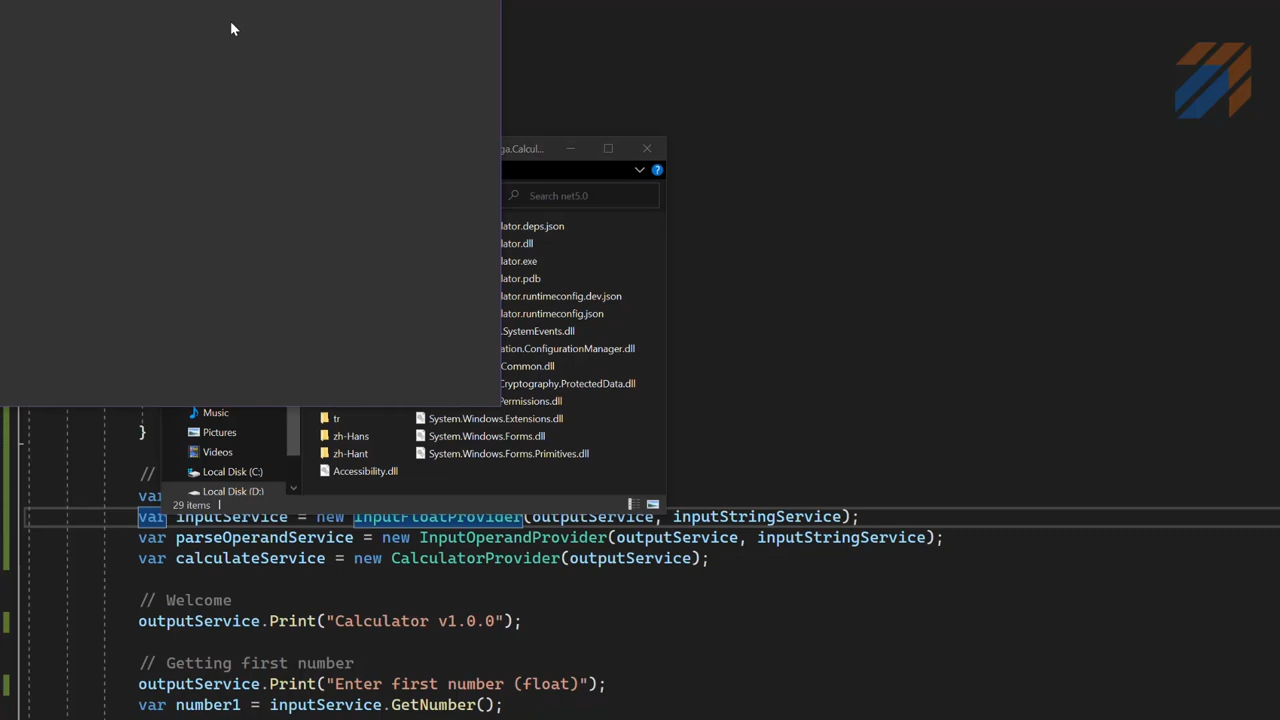 ga.Calcul...
Search net5.0
lator.deps.json
lator.dll
lator.exe
lator.pdb
lator.runtimeconfig.dev.json
lator.runtimeconfig.json
.SystemEvents.dll
ation.ConfigurationManager.dll
Common.dll
Cryptography.ProtectedData.dll
Permissions.dll
Music
tr
System.Windows.Extensions.dll
Pictures
zh-Hans
System.Windows.Forms.dll
Videos
zh-Hant
System.Windows.Forms.Primitives.dll
Local Disk (C:)
Accessibility.dll
Local Disk (D:)
29 items
}
//
var
var inputService = new InputFloatProvider(outputService, inputStringService);
var parseOperandService = new InputOperandProvider(outputService, inputStringService);
var calculateService = new CalculatorProvider(outputService);
// Welcome
outputService.Print("Calculator v1.0.0");
// Getting first number
outputService.Print("Enter first number (float)");
var number1 = inputService.GetNumber();